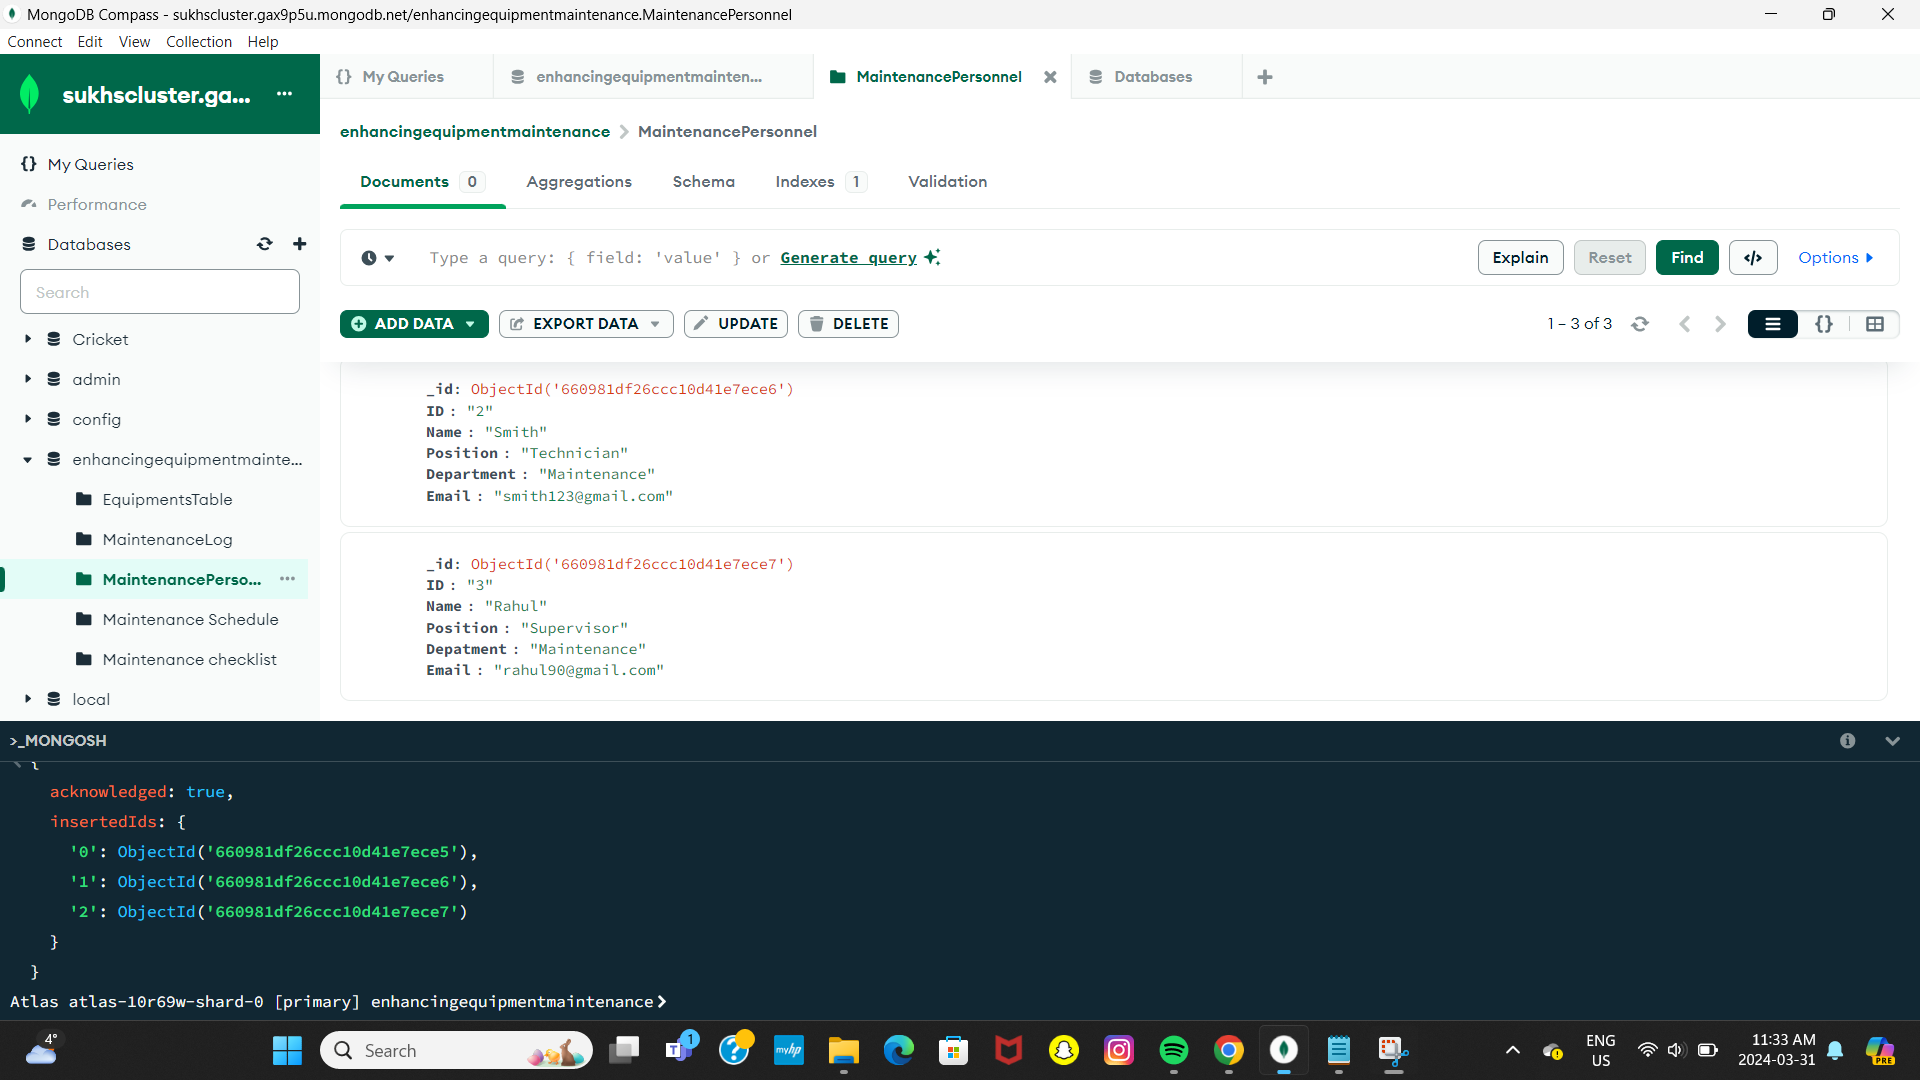 MongoDB Compass - sukhscluster.gax9p5u.mongodb.net/enhancingequipmentmaintenance.MaintenancePersonnel
Connect Edit View Collection Help
sukhscluster.ga... ...
My Queries
Performance
Databases
Search
Cricket
admin
config
enhancingequipmentmainte...
EquipmentsTable
MaintenanceLog
MaintenancePerso... ...
Maintenance Schedule
Maintenance checklist
local
{} My Queries
enhancingequipmentmainten...
MaintenancePersonnel
Databases
enhancingequipmentmaintenance > MaintenancePersonnel
Documents 0 Aggregations Schema Indexes 1 Validation
Type a query: { field: 'value' } or Generate query
Explain Reset Find </> Options
ADD DATA EXPORT DATA UPDATE DELETE
1 – 3 of 3
{}
_id: ObjectId('660981df26ccc10d41e7ece6')
ID : "2"
Name : "Smith"
Position : "Technician"
Department : "Maintenance"
Email : "smith123@gmail.com"
_id: ObjectId('660981df26ccc10d41e7ece7')
ID : "3"
Name : "Rahul"
Position : "Supervisor"
Depatment : "Maintenance"
Email : "rahul90@gmail.com"
>_MONGOSH
{
acknowledged: true,
insertedIds: {
'0': ObjectId('660981df26ccc10d41e7ece5'),
'1': ObjectId('660981df26ccc10d41e7ece6'),
'2': ObjectId('660981df26ccc10d41e7ece7')
}
}
Atlas atlas-10r69w-shard-0 [primary] enhancingequipmentmaintenance>
4°
Search
1
myhp
ENG
US
11:33 AM
2024-03-31
PRE